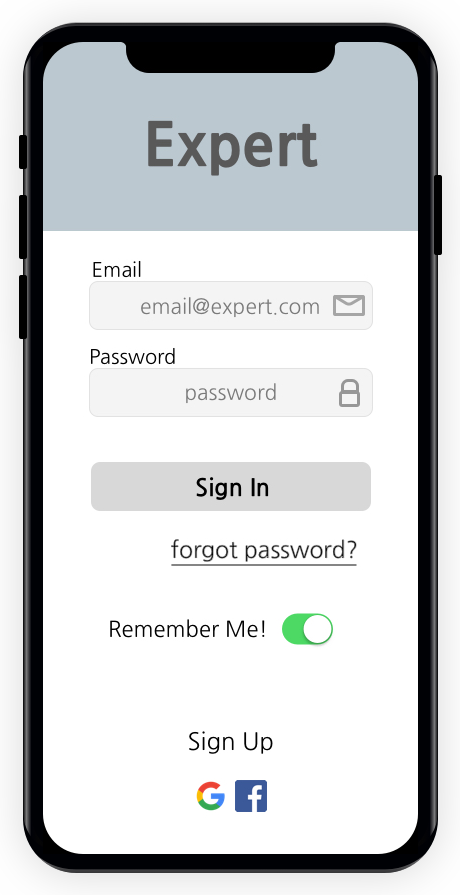 Expert
Email
email@expert.com
Password
password
Sign In
forgot password?
Remember Me!
Sign Up